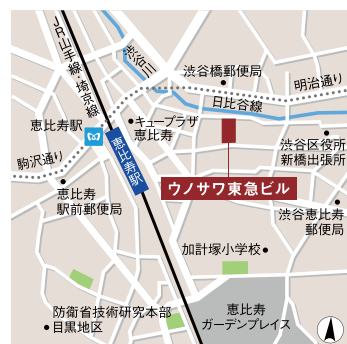 JR山手線・埼京線
渋谷川
渋谷橋郵便局
明治通り
日比谷線
恵比寿駅
キュープラザ
恵比寿
駒沢通り
恵比寿駅
渋谷区役所
新橋出張所
ウノサワ東急ビル
恵比寿
駅前郵便局
渋谷恵比寿
郵便局
加計塚小学校
防衛省技術研究本部
目黒地区
恵比寿
ガーデンプレイス